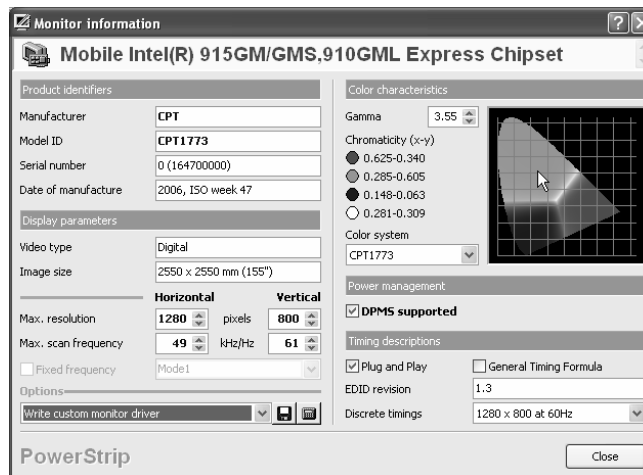 Monitor information
Mobile Intel(R) 915GM/GMS,910GML Express Chipset
Product identifiers
Manufacturer CPT
Model ID CPT1773
Serial number 0 (164700000)
Date of manufacture 2006, ISO week 47
Display parameters
Video type Digital
Image size 2550 x 2550 mm (155")
Horizontal Vertical
Max. resolution 1280 pixels 800
Max. scan frequency 49 kHz/Hz 61
Fixed frequency Mode1
Options
Write custom monitor driver
Color characteristics
Gamma 3.55
Chromaticity (x-y)
0.625-0.340
0.285-0.605
0.148-0.063
0.281-0.309
Color system
CPT1773
Power management
DPMS supported
Timing descriptions
Plug and Play General Timing Formula
EDID revision 1.3
Discrete timings 1280 x 800 at 60Hz
PowerStrip
Close